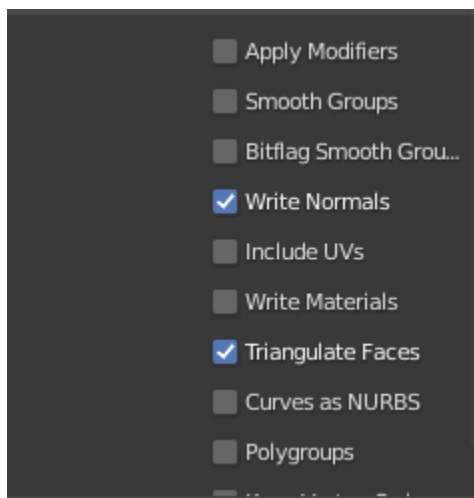 Apply Modifiers
Smooth Groups
Bitflag Smooth Grou...
Write Normals
Include UVs
Write Materials
Triangulate Faces
Curves as NURBS
Polygroups